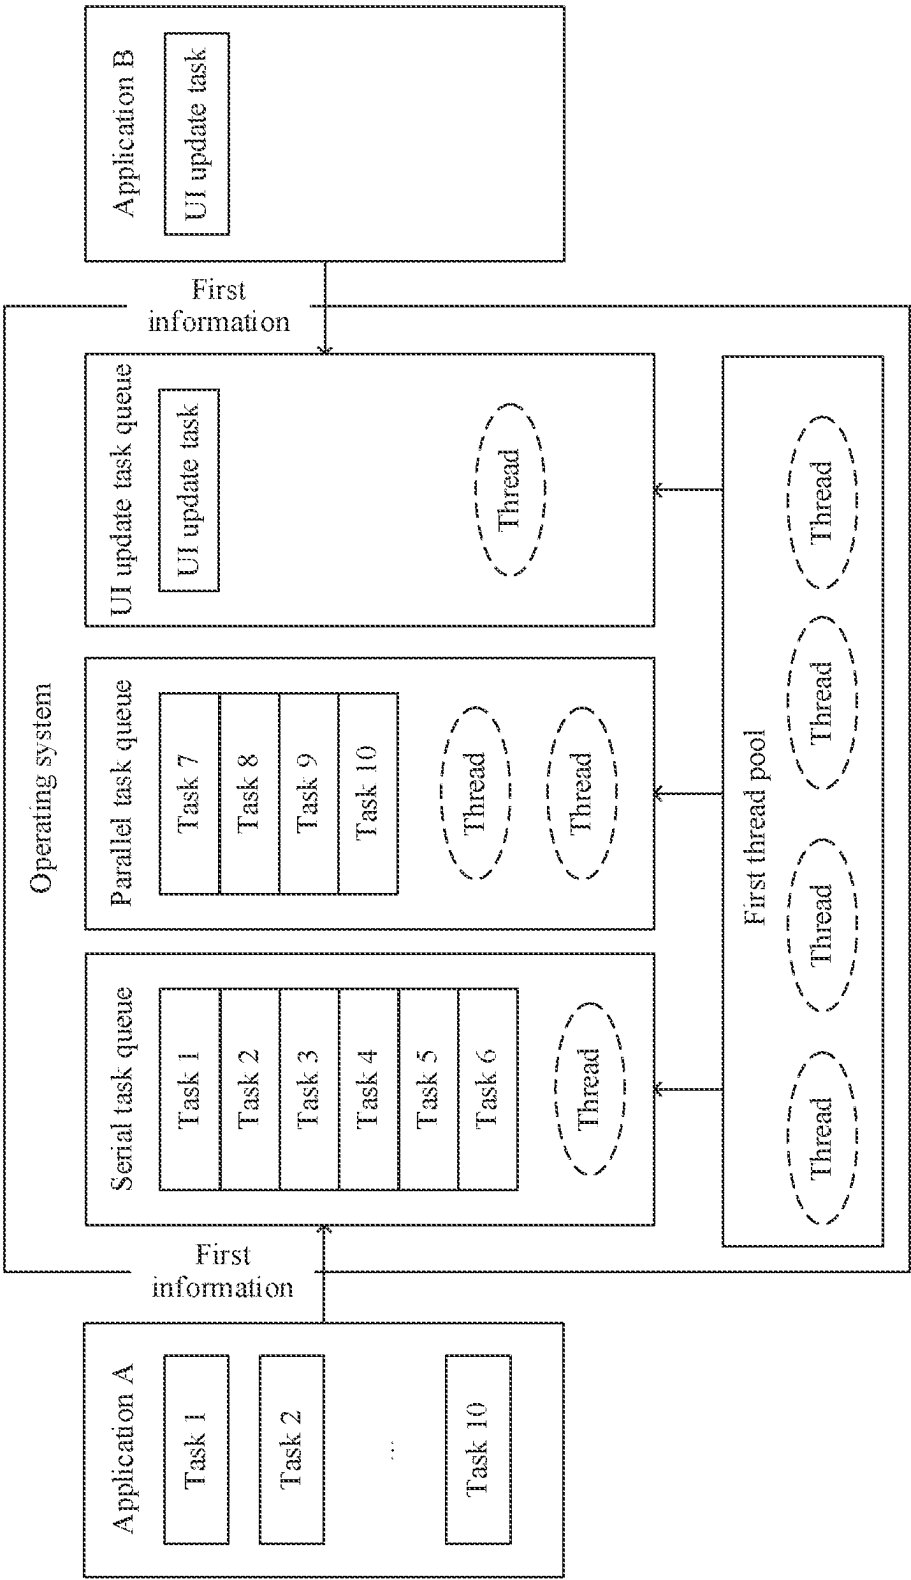 Application A
Task 1
Task 2
...
Task 10
First
information
Operating system
Serial task queue
Task 1
Task 2
Task 3
Task 4
Task 5
Task 6
Thread
Parallel task queue
Task 7
Task 8
Task 9
Task 10
Thread
Thread
UI update task queue
UI update task
Thread
First thread pool
Thread
Thread
Thread
Thread
First
information
Application B
UI update task